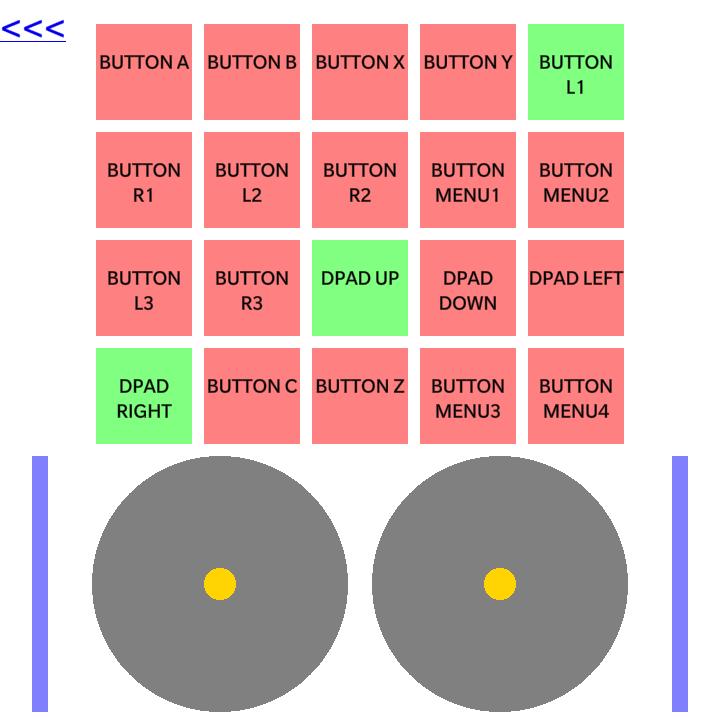 <<<
BUTTON A BUTTON B BUTTON X BUTTON Y BUTTON
L1
BUTTON BUTTON BUTTON BUTTON BUTTON
R1 L2 R2 MENU1 MENU2
BUTTON BUTTON DPAD UP DPAD DPAD LEFT
L3 R3 DOWN
DPAD BUTTON C BUTTON Z BUTTON BUTTON
RIGHT MENU3 MENU4